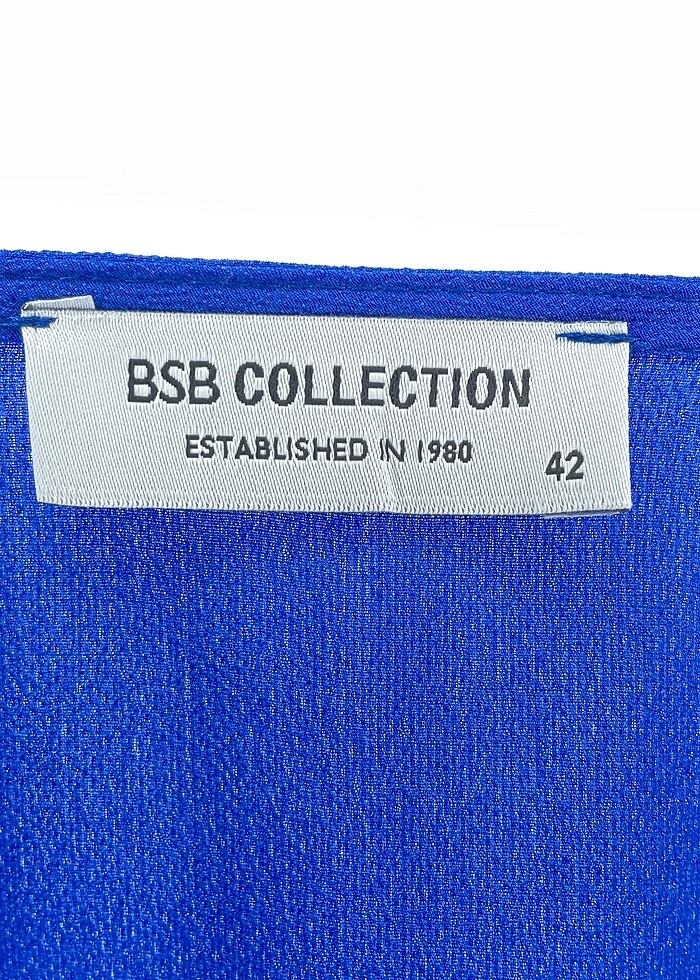 BSB COLLECTION
ESTABLISHED IN 1980
42